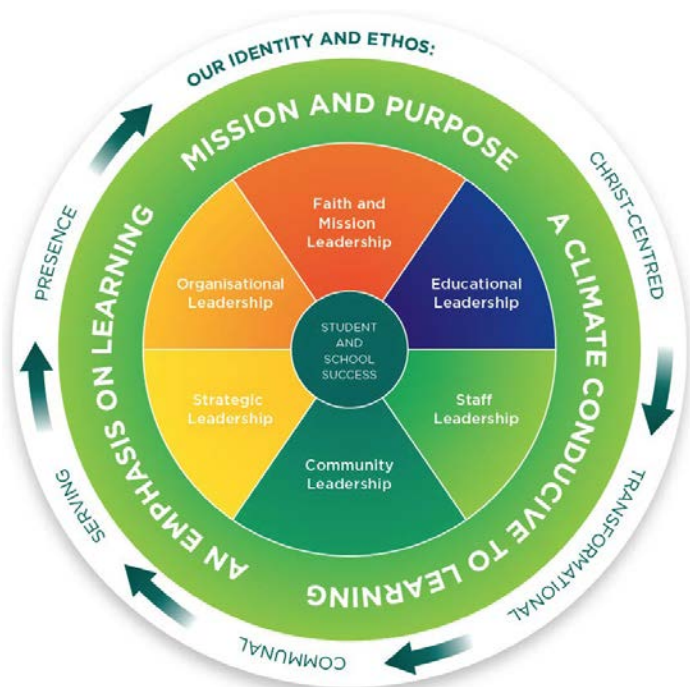 OUR IDENTITY AND ETHOS:
CHRIST-CENTRED
TRANSFORMATIONAL
COMMUNAL
SERVING
PRESENCE
MISSION AND PURPOSE
A CLIMATE CONDUCIVE TO LEARNING
AN EMPHASIS ON LEARNING
Faith and
Mission
Leadership
Educational
Leadership
Staff
Leadership
Community
Leadership
Strategic
Leadership
Organisational
Leadership
STUDENT
AND
SCHOOL
SUCCESS